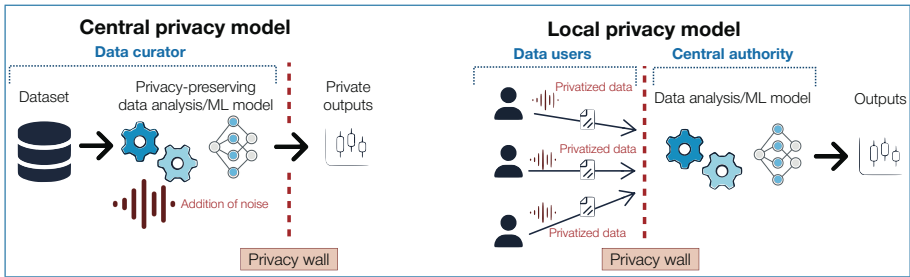 Central privacy model
Data curator
Dataset
Privacy-preserving
data analysis/ML model
Private
outputs
Addition of noise
Privacy wall
Local privacy model
Data users
Central authority
Privatized data
Data analysis/ML model
Outputs
Privatized data
Privatized data
Privacy wall